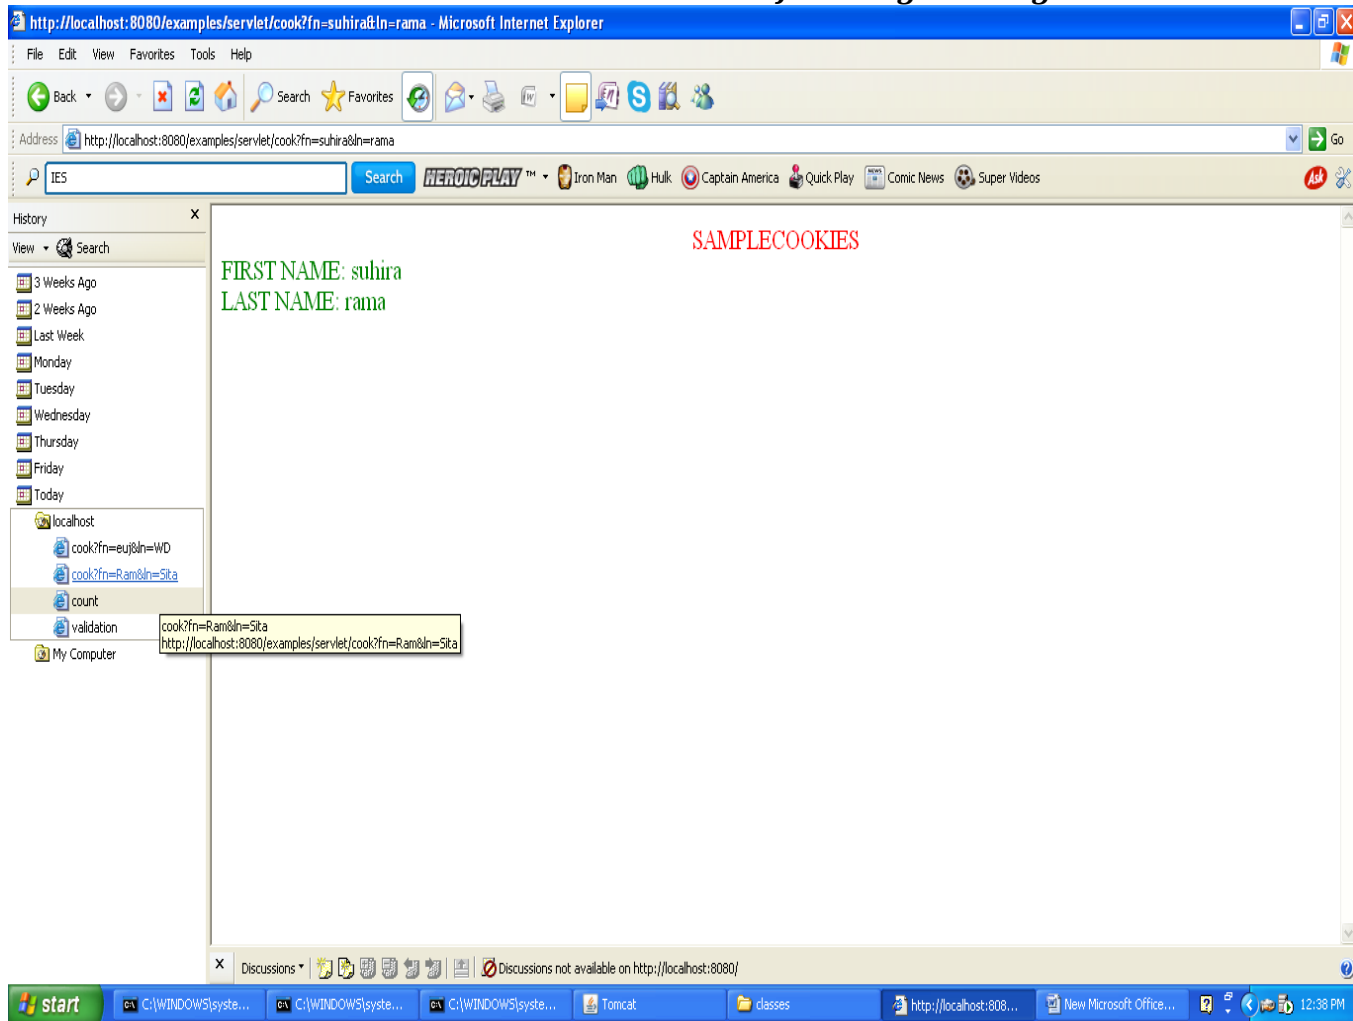 http://localhost:8080/examples/servlet/cook?fn=suhira&ln=rama - Microsoft Internet Explorer
File Edit View Favorites Tools Help
Back Search Favorites
Address http://localhost:8080/examples/servlet/cook?fn=suhira&ln=rama Go
IES Search HEROIC PLAY ™ Iron Man Hulk Captain America Quick Play Comic News Super Videos Ask
History x
View Search
SAMPLECOOKIES
FIRST NAME: suhira
LAST NAME: rama
3 Weeks Ago
2 Weeks Ago
Last Week
Monday
Tuesday
Wednesday
Thursday
Friday
Today
localhost
cook?fn=euj&ln=WD
cook?fn=Ram&ln=Sita
count
validation
cook?fn=Ram&ln=Sita
http://localhost:8080/examples/servlet/cook?fn=Ram&ln=Sita
My Computer
x Discussions Discussions not available on http://localhost:8080/
start C:\WINDOWS\syste... C:\WINDOWS\syste... C:\WINDOWS\syste... Tomcat classes http://localhost:808... New Microsoft Office... 12:38 PM